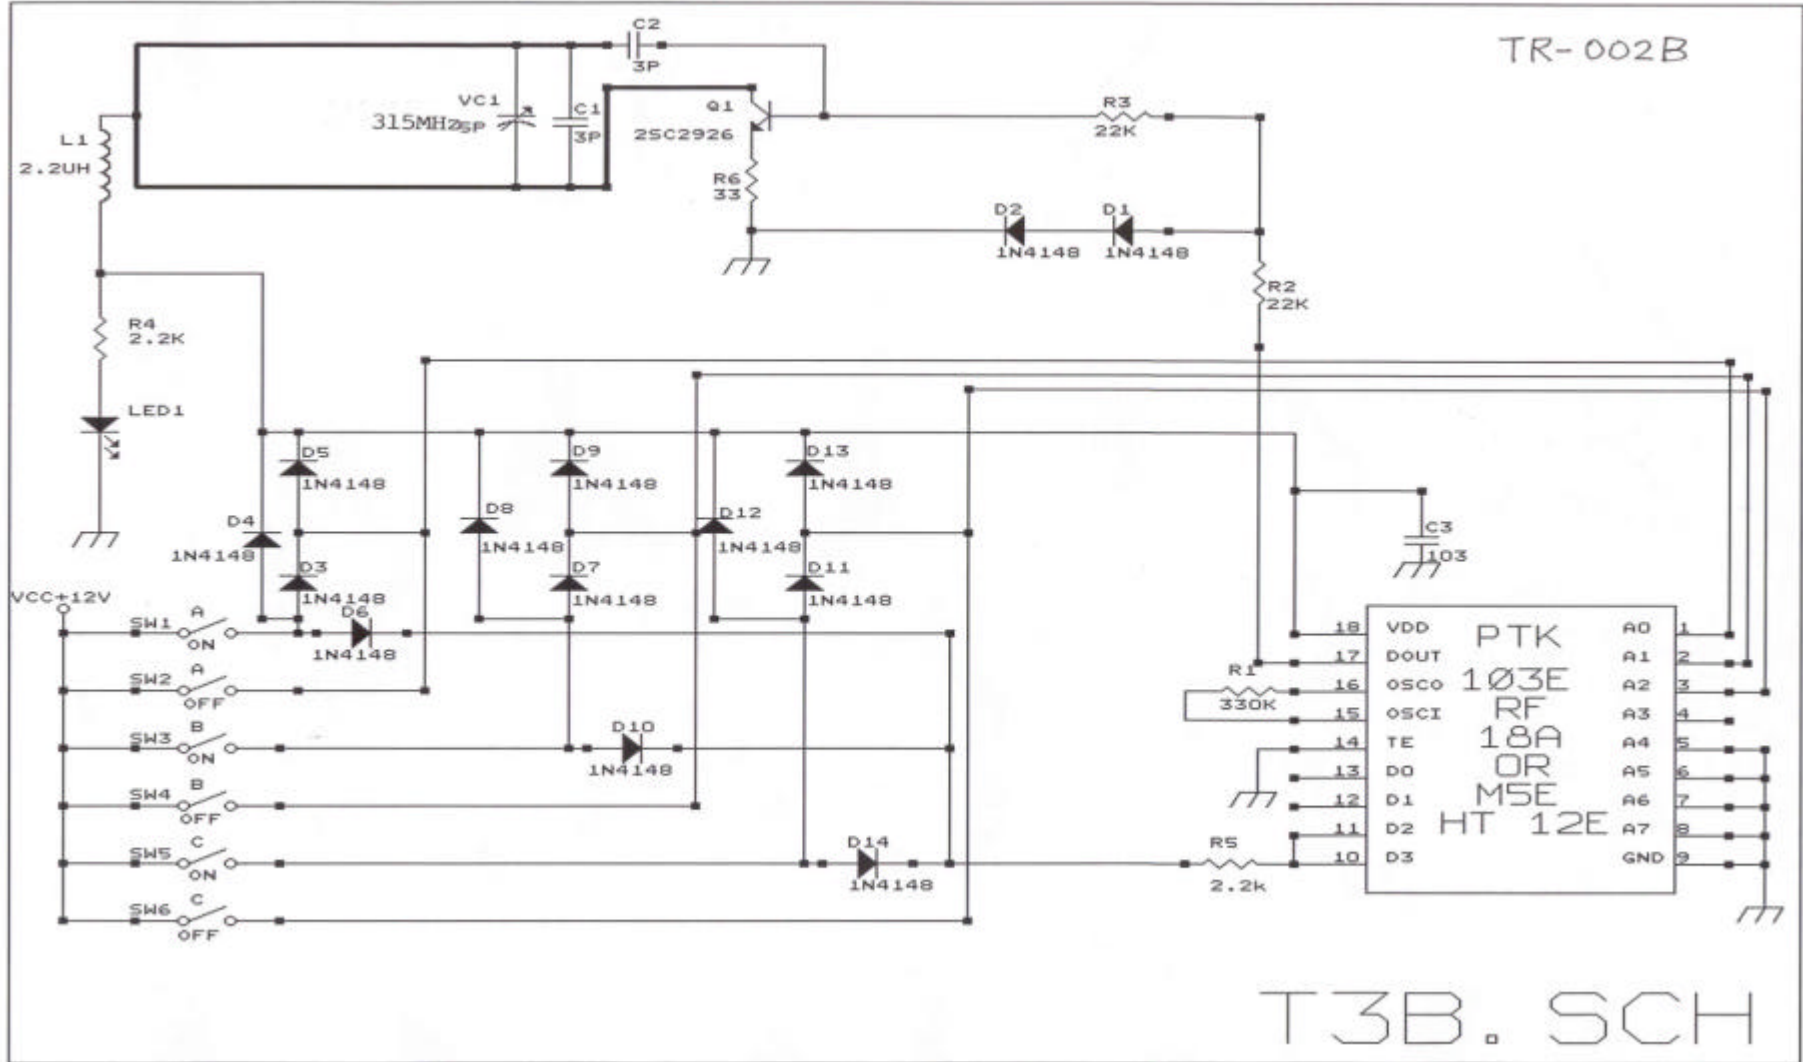 TR-002B
C2
3P
VC1
315MHz
5P
C1
3P
Q1
2SC2926
R3
22K
L1
2.2UH
R6
33
D2
1N4148
D1
1N4148
R2
22K
R4
2.2K
LED1
D5
1N4148
D9
1N4148
D13
1N4148
D4
1N4148
D8
1N4148
D12
1N4148
C3
103
D3
1N4148
D7
1N4148
D11
1N4148
VCC+12V
SW1
A
ON
D6
1N4148
SW2
A
OFF
SW3
B
ON
D10
1N4148
SW4
B
OFF
SW5
C
ON
D14
1N4148
SW6
C
OFF
R1
330K
R5
2.2k
18 VDD PTK A0 1
17 DOUT A1 2
16 OSCO 103E A2 3
15 OSCI RF A3 4
14 TE 18A A4 5
13 D0 OR A5 6
12 D1 M5E A6 7
11 D2 HT 12E A7 8
10 D3 GND 9
T3B. SCH